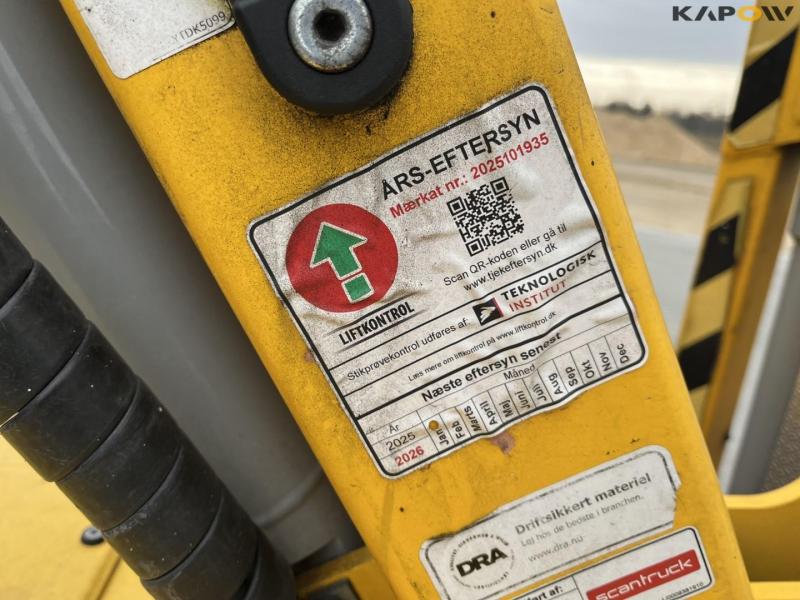 KAPOW
YTDK5099
ÅRS-EFTERSYN
Mærkat nr.: 2025101935
Scan QR-koden eller gå til
www.tjekeftersyn.dk
LIFTKONTROL
Stikprøvekontrol udføres af:
TEKNOLOGISK
INSTITUT
Læs mere om liftkontrol på www.liftkontrol.dk
Næste eftersyn senest
År
Måned
2025
2026
Jan
Feb
Marts
April
Maj
Juni
Juli
Aug
Sep
Okt
Nov
Dec
Driftsikkert materiel
Lej hos de bedste i branchen.
www.dra.nu
DRA
scantruck